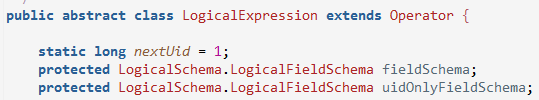 public abstract class LogicalExpression extends Operator {
static long nextUid = 1;
protected LogicalSchema.LogicalFieldSchema fieldSchema;
protected LogicalSchema.LogicalFieldSchema uidOnlyFieldSchema;